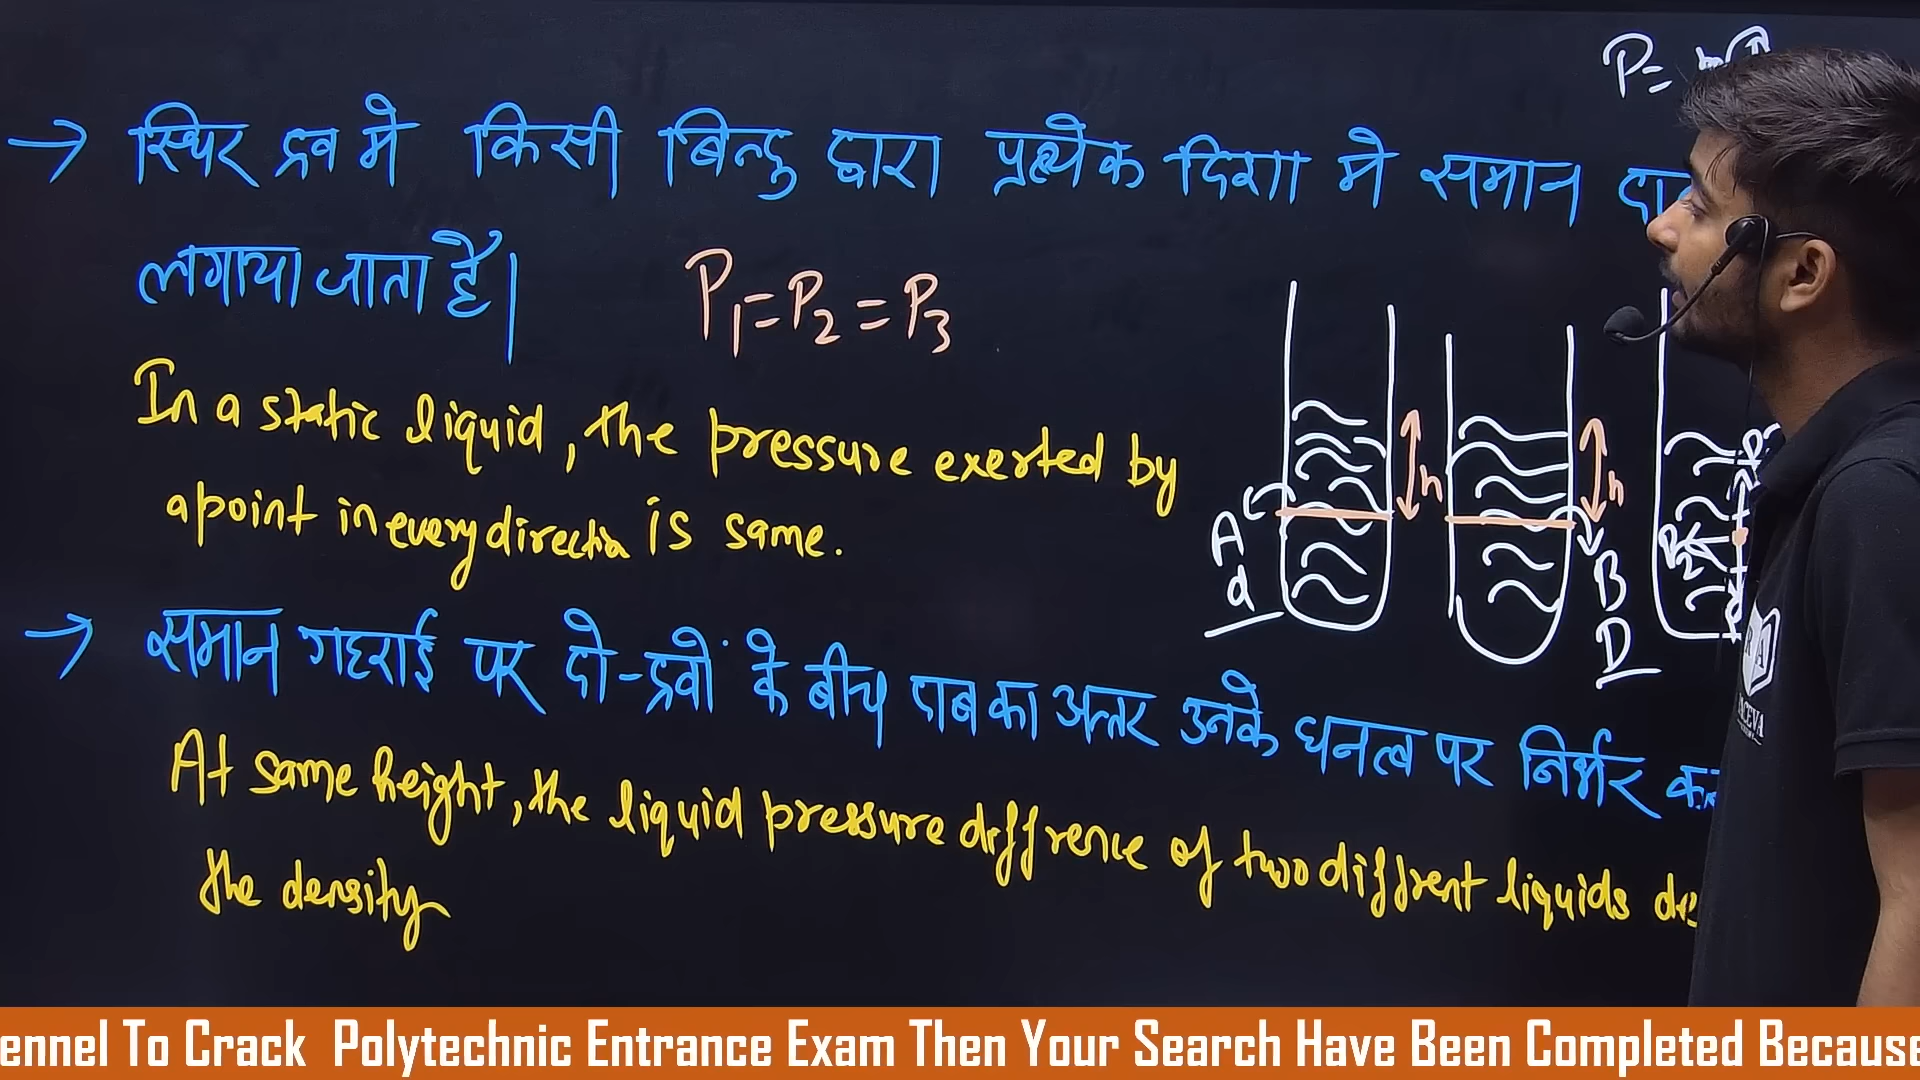 P=
→ स्थिर द्रव मे किसी बिन्दु द्वारा प्रत्येक दिशा मे समान
लगाया जाता है।
P₁=P₂=P₃
In a static liquid, the pressure exerted by
a point in every direction is same.
h
h
A
d
B
D
P₂
→ समान गहराई पर दो-द्रवों के बीच दाब का अन्तर उनके घनत्व पर निर्भर
At same height, the liquid pressure diffrence of two diffrent liquids
the density
ennel To Crack Polytechnic Entrance Exam Then Your Search Have Been Completed Because